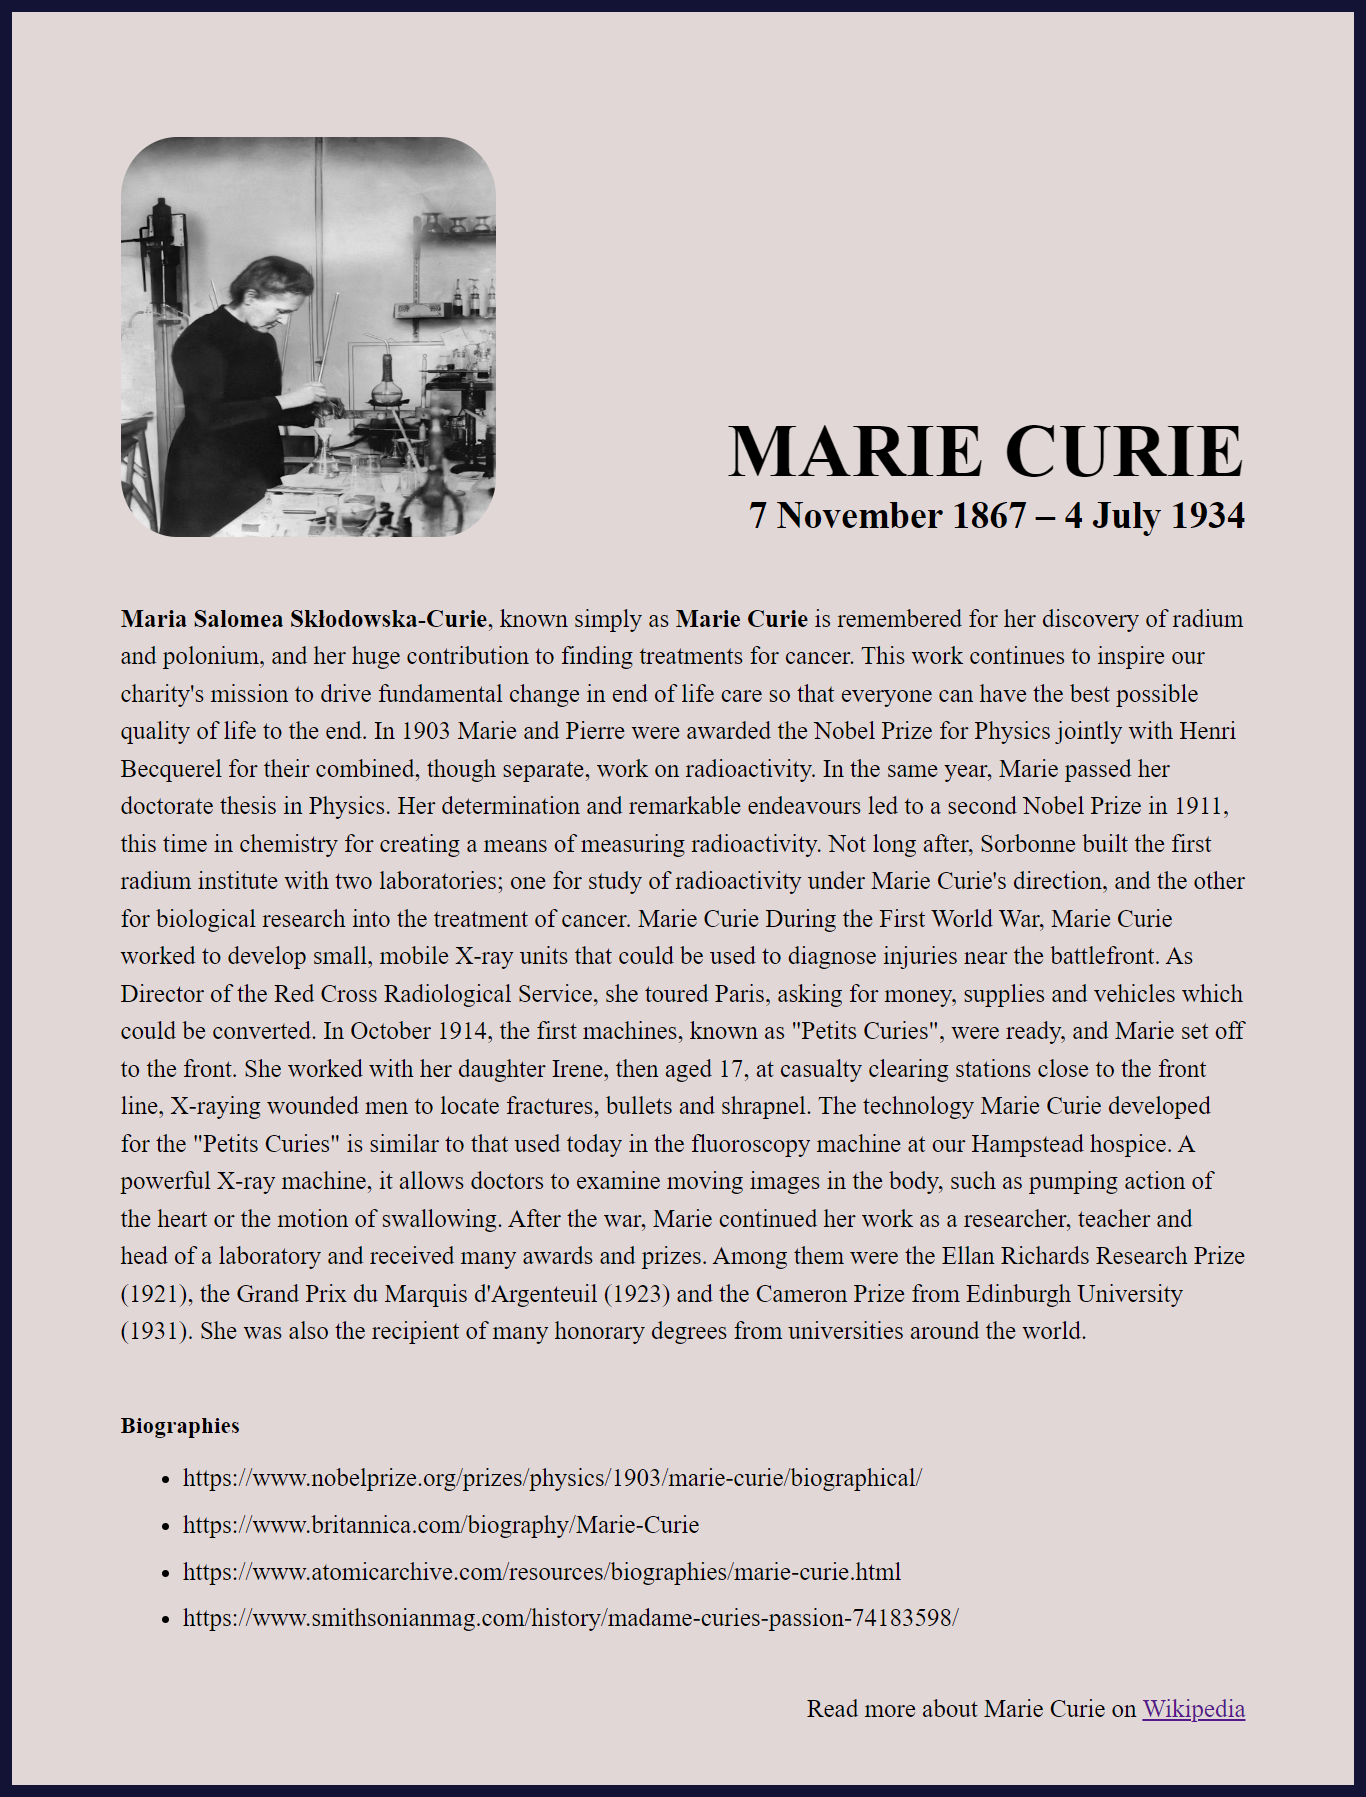 MARIE CURIE
7 November 1867 – 4 July 1934
Maria Salomea Skłodowska-Curie, known simply as Marie Curie is remembered for her discovery of radium
and polonium, and her huge contribution to finding treatments for cancer. This work continues to inspire our
charity's mission to drive fundamental change in end of life care so that everyone can have the best possible
quality of life to the end. In 1903 Marie and Pierre were awarded the Nobel Prize for Physics jointly with Henri
Becquerel for their combined, though separate, work on radioactivity. In the same year, Marie passed her
doctorate thesis in Physics. Her determination and remarkable endeavours led to a second Nobel Prize in 1911,
this time in chemistry for creating a means of measuring radioactivity. Not long after, Sorbonne built the first
radium institute with two laboratories; one for study of radioactivity under Marie Curie's direction, and the other
for biological research into the treatment of cancer. Marie Curie During the First World War, Marie Curie
worked to develop small, mobile X-ray units that could be used to diagnose injuries near the battlefront. As
Director of the Red Cross Radiological Service, she toured Paris, asking for money, supplies and vehicles which
could be converted. In October 1914, the first machines, known as "Petits Curies", were ready, and Marie set off
to the front. She worked with her daughter Irene, then aged 17, at casualty clearing stations close to the front
line, X-raying wounded men to locate fractures, bullets and shrapnel. The technology Marie Curie developed
for the "Petits Curies" is similar to that used today in the fluoroscopy machine at our Hampstead hospice. A
powerful X-ray machine, it allows doctors to examine moving images in the body, such as pumping action of
the heart or the motion of swallowing. After the war, Marie continued her work as a researcher, teacher and
head of a laboratory and received many awards and prizes. Among them were the Ellan Richards Research Prize
(1921), the Grand Prix du Marquis d'Argenteuil (1923) and the Cameron Prize from Edinburgh University
(1931). She was also the recipient of many honorary degrees from universities around the world.
Biographies
• https://www.nobelprize.org/prizes/physics/1903/marie-curie/biographical/
• https://www.britannica.com/biography/Marie-Curie
• https://www.atomicarchive.com/resources/biographies/marie-curie.html
• https://www.smithsonianmag.com/history/madame-curies-passion-74183598/
Read more about Marie Curie on Wikipedia